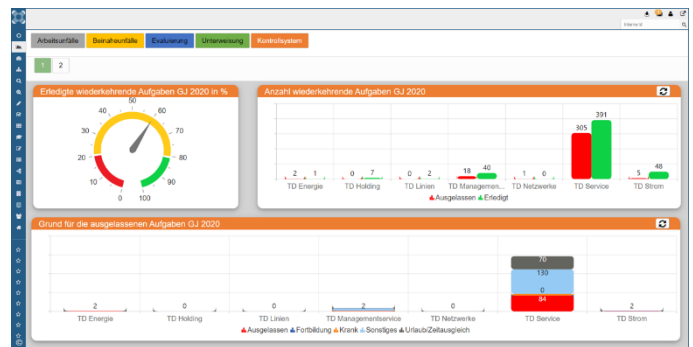 Interne Id
Arbeitsunfälle Beinaheunfälle Evaluierung Unterweisung Kontrollsystem
1 2
Erledigte wiederkehrende Aufgaben GJ 2020 in %
50
40 60
30 70
20 80
10 90
0 100
Anzahl wiederkehrende Aufgaben GJ 2020
2 1 0 7 0 2 18 40 1 0 305 391 5 48
TD Energie TD Holding TD Linien TD Managemen... TD Netzwerke TD Service TD Strom
Ausgelassen Erledigt
Grund für die ausgelassenen Aufgaben GJ 2020
70
130
0
2 0 0 2 0 84 2
TD Energie TD Holding TD Linien TD Managementservice TD Netzwerke TD Service TD Strom
Ausgelassen Fortbildung Krank Sonstiges Urlaub/Zeitausgleich